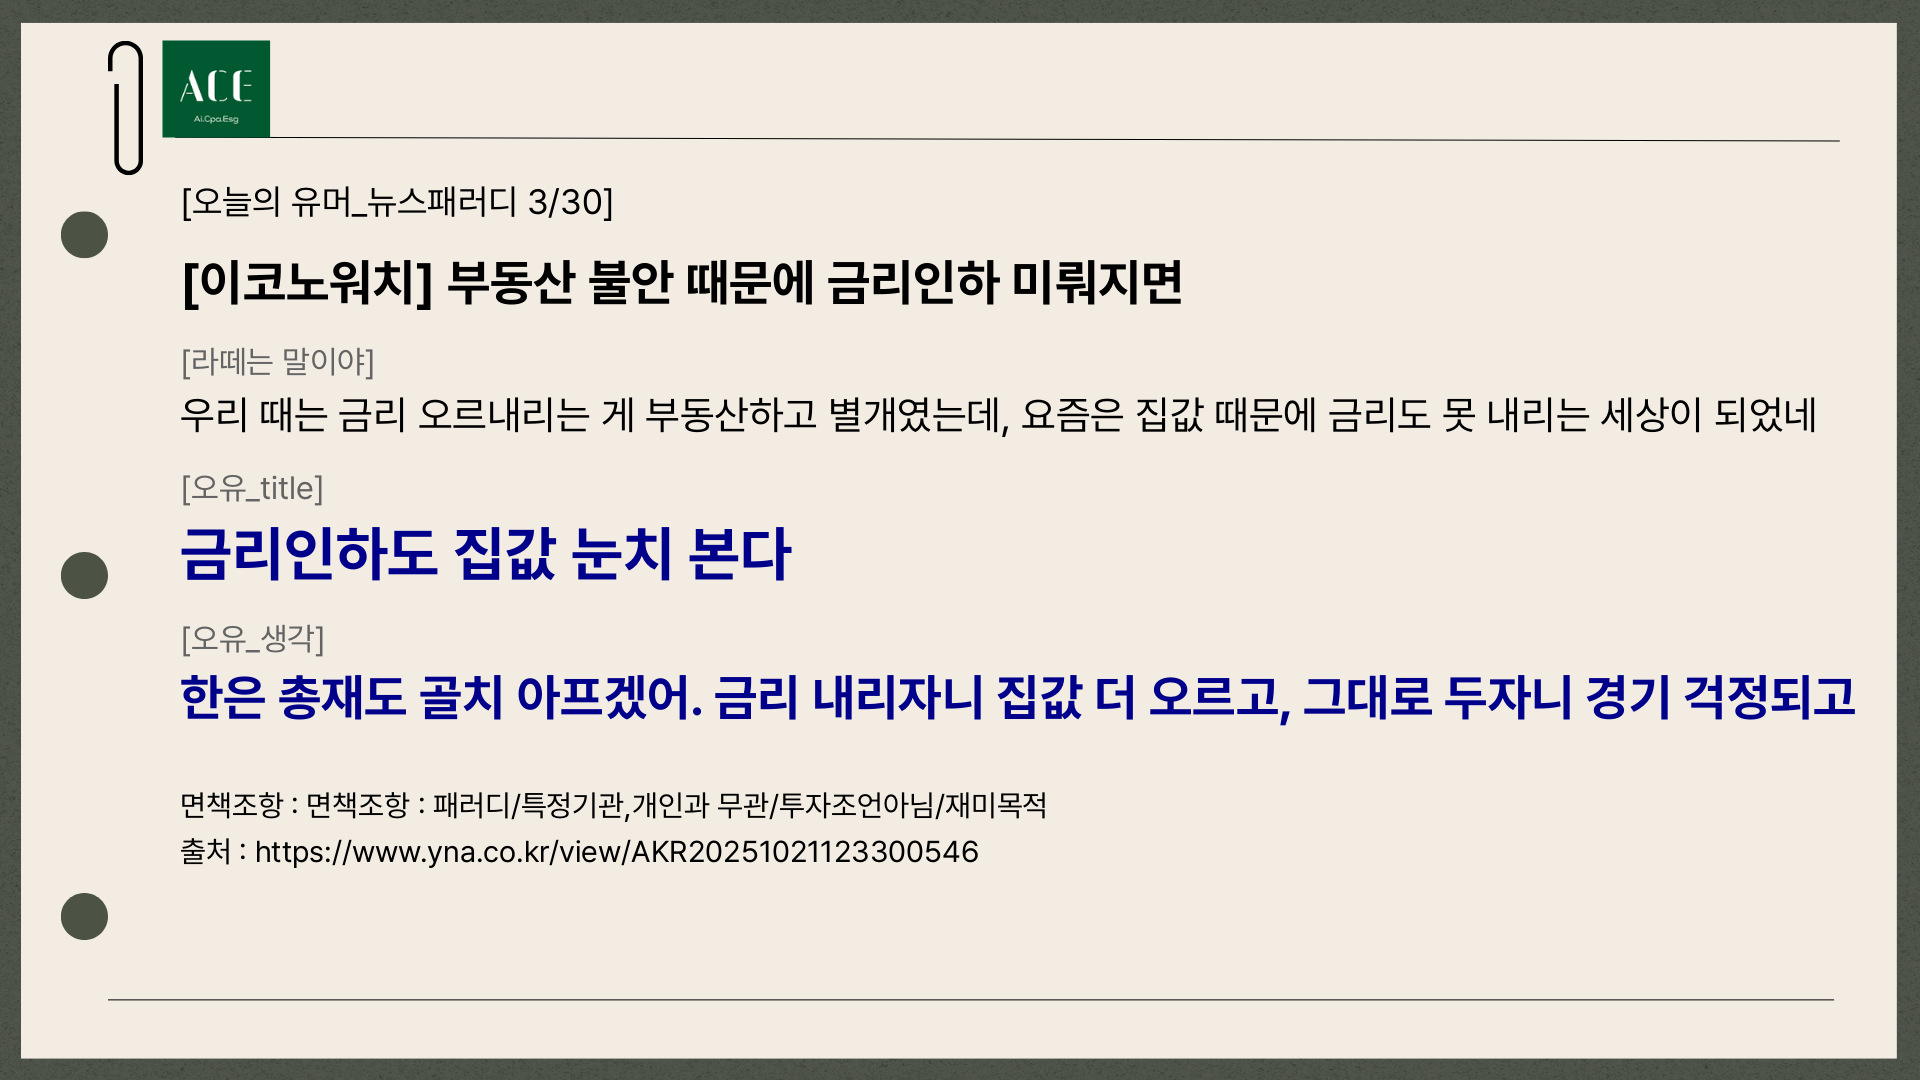 ACE
Ai.Cpa.Esg
[오늘의 유머_뉴스패러디 3/30]
[이코노워치] 부동산 불안 때문에 금리인하 미뤄지면
[라떼는 말이야]
우리 때는 금리 오르내리는 게 부동산하고 별개였는데, 요즘은 집값 때문에 금리도 못 내리는 세상이 되었네
[오유_title]
금리인하도 집값 눈치 본다
[오유_생각]
한은 총재도 골치 아프겠어. 금리 내리자니 집값 더 오르고, 그대로 두자니 경기 걱정되고
면책조항 : 면책조항 : 패러디/특정기관,개인과 무관/투자조언아님/재미목적
출처 : https://www.yna.co.kr/view/AKR20251021123300546